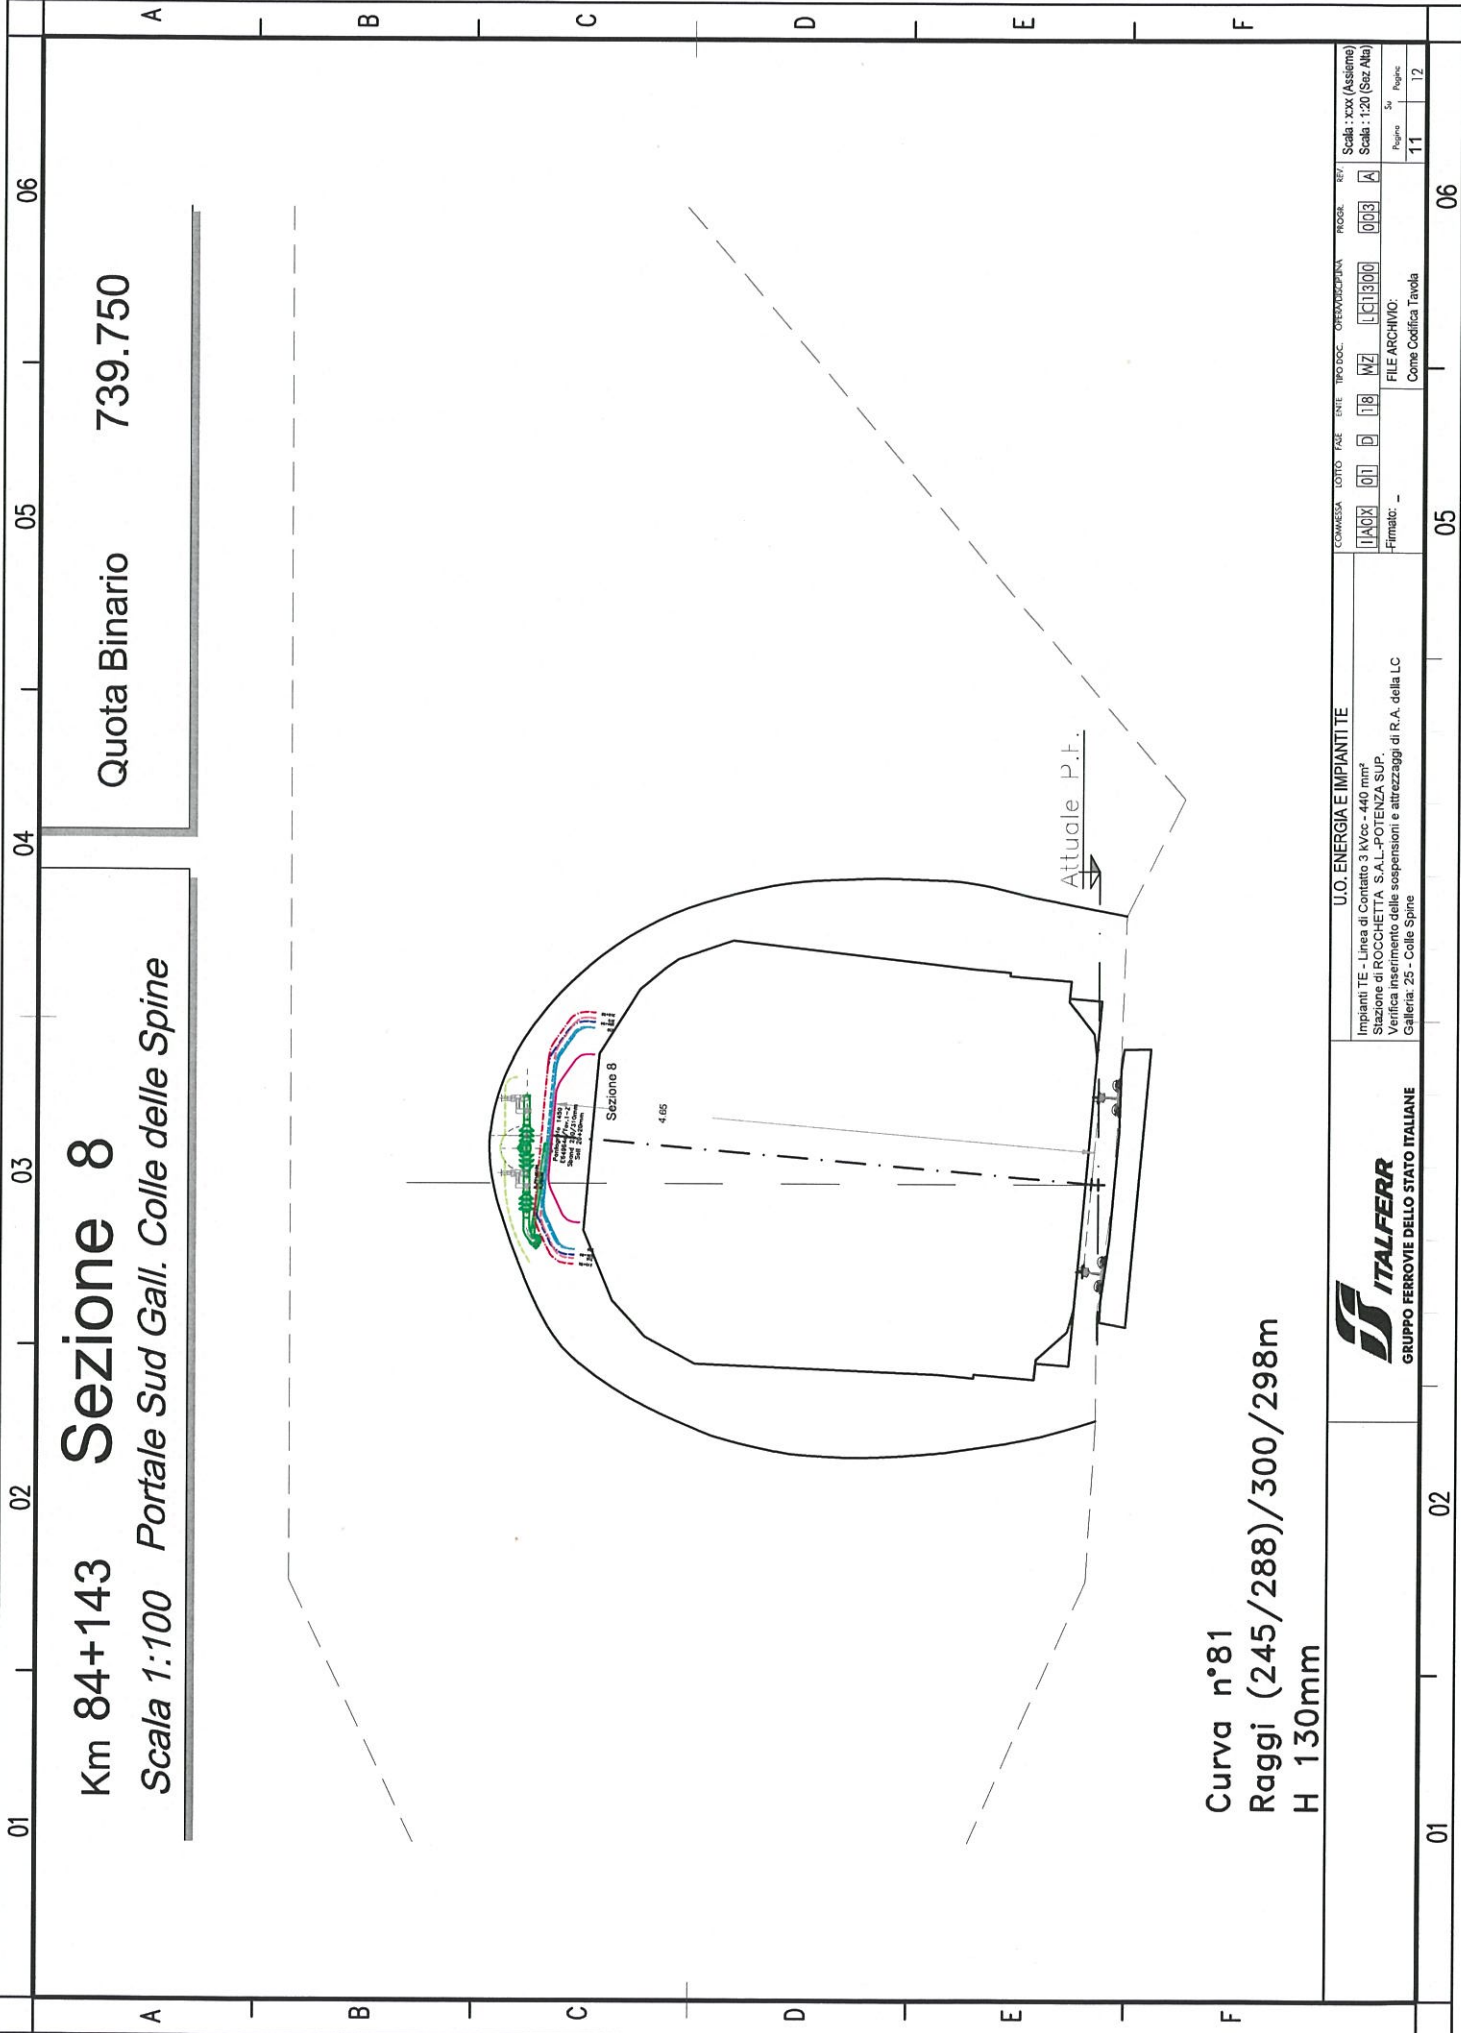 01 02 03 04 05 06
A
B
C
D
E
F
Km 84+143 Sezione 8
Scala 1:100 Portale Sud Gall. Colle delle Spine
Quota Binario 739.750
Sezione 8
4.65
Attuale P.F.
Curva n°81
Raggi (245/288)/300/298m
H 130mm
ITALFERR
GRUPPO FERROVIE DELLO STATO ITALIANE
U.O. ENERGIA E IMPIANTI TE
Impianti TE - Linea di Contatto 3 kVcc - 440 mm²
Stazione di ROCCHETTA S.A.L.-POTENZA SUP.
Verifica inserimento delle sospensioni e attrezzaggi di R.A. della LC
Galleria: 25 - Colle Spine
COMMESSA LOTTO FASE ENTE TIPO DOC. OPERA/DISCIPLINA PROGR. REV.
IA0X 01 D 18 WZ LC1300 003 A
Firmato: _
FILE ARCHIVIO:
Come Codifica Tavola
Scala : xxx (Assieme)
Scala : 1:20 (Sez Alta)
Pagina Su Pagine
11 12
A
B
C
D
E
F
01 02 05 06